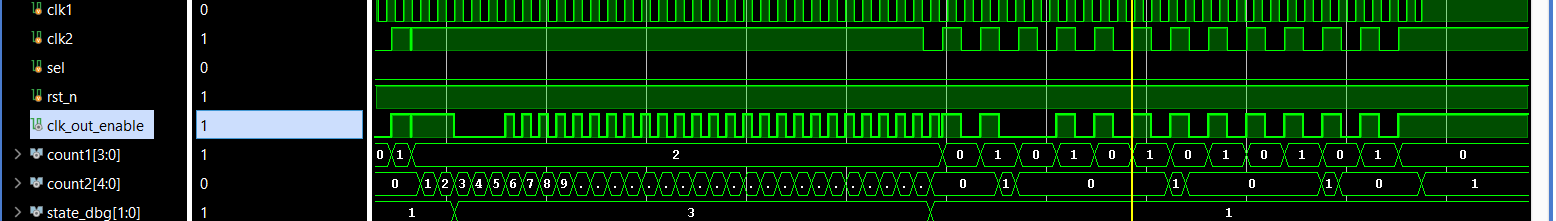 clk1 0
clk2 1
sel 0
rst_n 1
clk_out_enable 1
count1[3:0] 1 0 1 2 0 1 0 1 0 1 0 1 0 1 0 1 0
count2[4:0] 0 0 1 2 3 4 5 6 7 8 9 . . . . . . . . . . . . . . . . . . . . . 0 1 0 1 0 1 0 1
state_dbg[1:0] 1 1 3 1